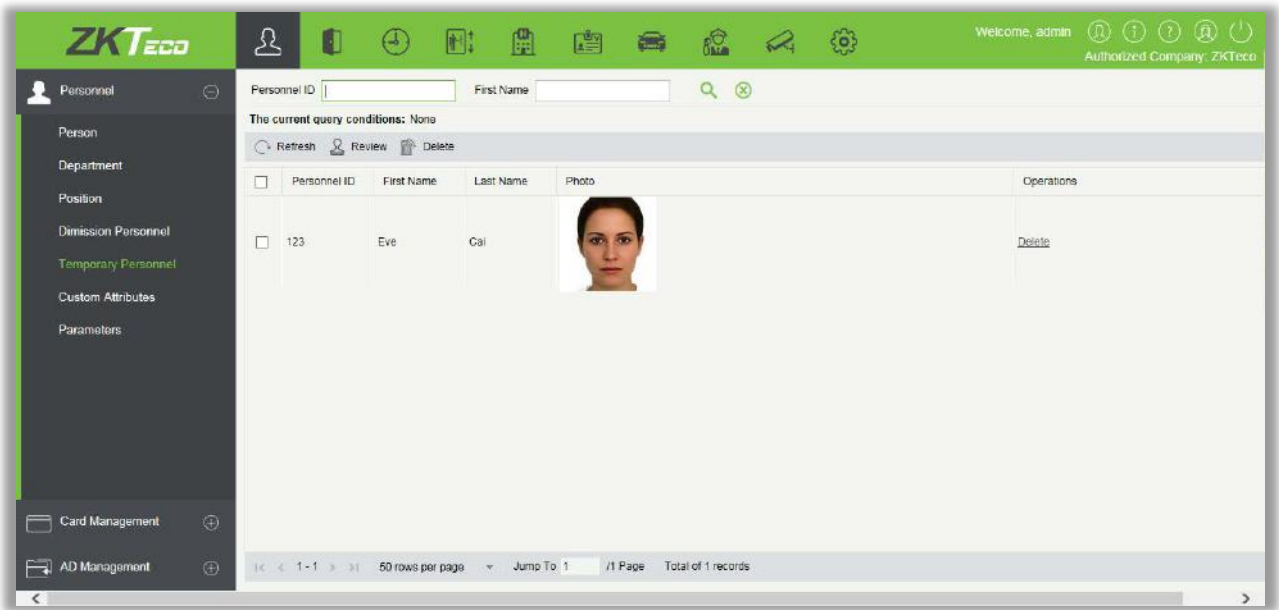 ZKTeco
Welcome, admin
Authorized Company: ZKTeco
Personnel
Person
Department
Position
Dimission Personnel
Temporary Personnel
Custom Attributes
Parameters
Card Management
AD Management
Personnel ID First Name
The current query conditions: None
Refresh Review Delete
Personnel ID First Name Last Name Photo Operations
123 Eve Cai Delete
1-1 50 rows per page Jump To 1 /1 Page Total of 1 records